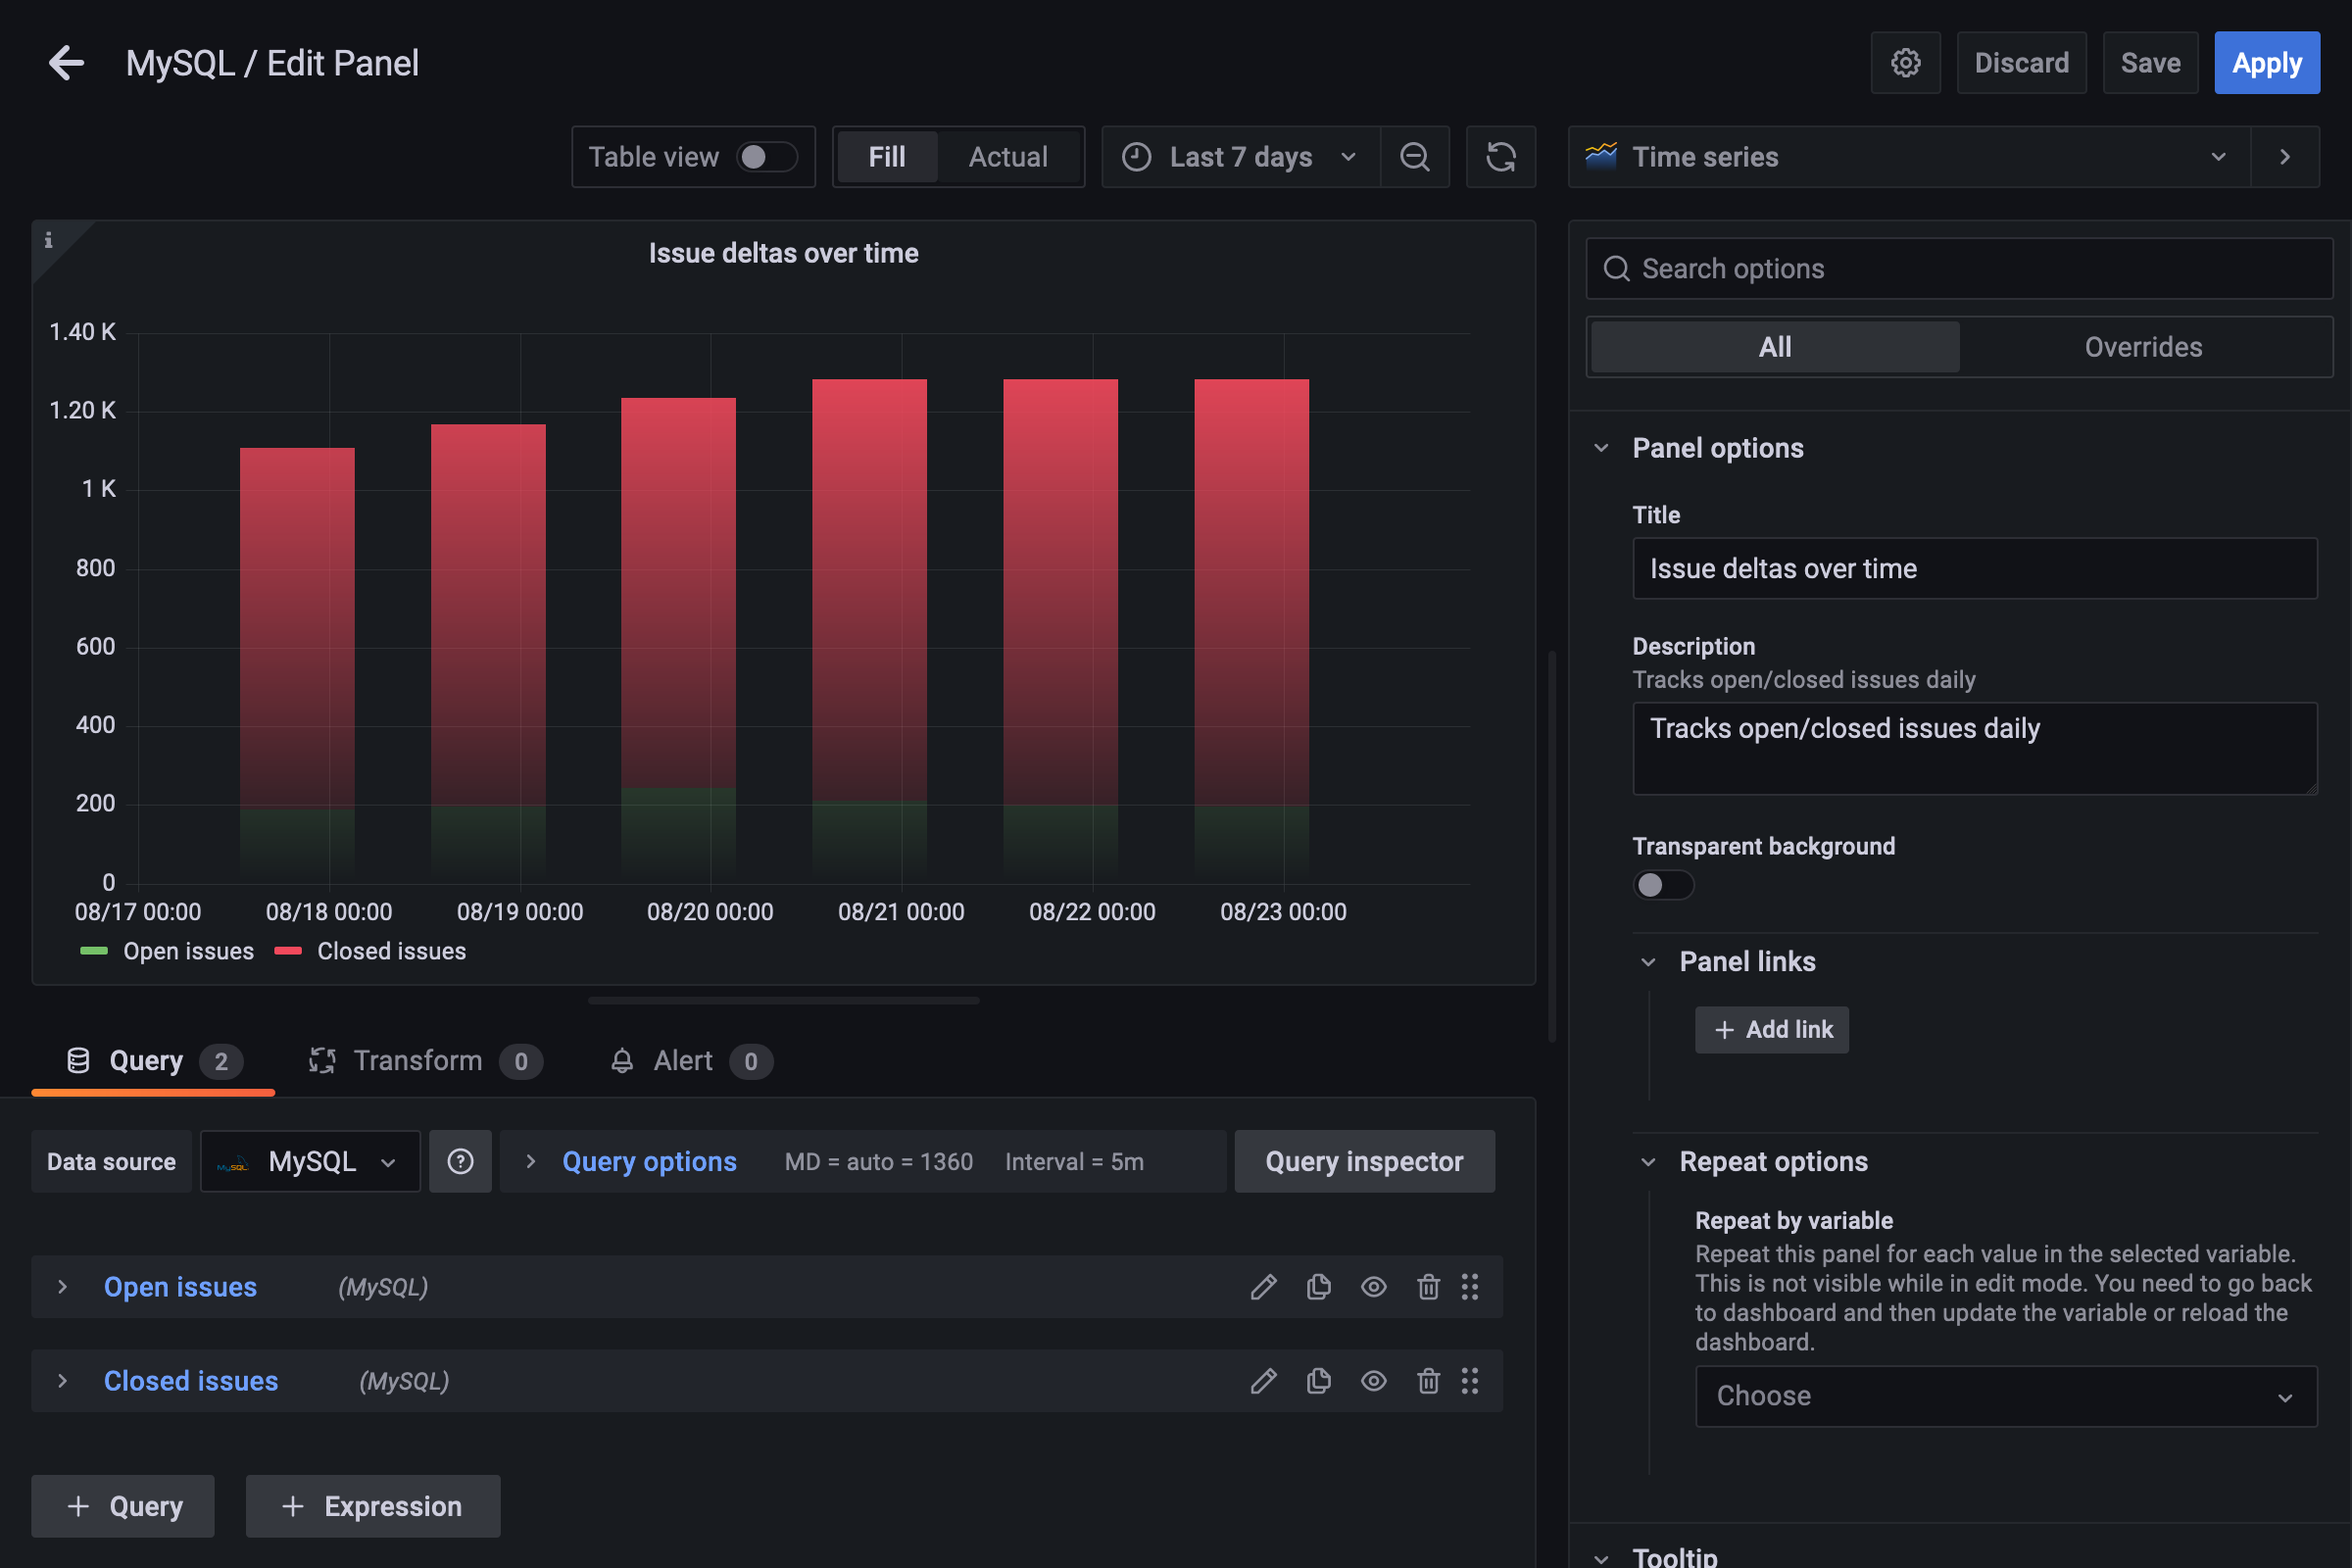 MySQL / Edit Panel
Discard
Save
Apply
Table view
Fill
Actual
Last 7 days
Time series
i
Issue deltas over time
1.40 K
1.20 K
1 K
800
600
400
200
0
08/17 00:00
08/18 00:00
08/19 00:00
08/20 00:00
08/21 00:00
08/22 00:00
08/23 00:00
Open issues
Closed issues
Query 2
Transform 0
Alert 0
Data source
MySQL
MySQL
?
Query options
MD = auto = 1360
Interval = 5m
Query inspector
Open issues
(MySQL)
Closed issues
(MySQL)
+ Query
+ Expression
Search options
All
Overrides
Panel options
Title
Issue deltas over time
Description
Tracks open/closed issues daily
Tracks open/closed issues daily
Transparent background
Panel links
+ Add link
Repeat options
Repeat by variable
Repeat this panel for each value in the selected variable.
This is not visible while in edit mode. You need to go back
to dashboard and then update the variable or reload the
dashboard.
Choose
Tooltip